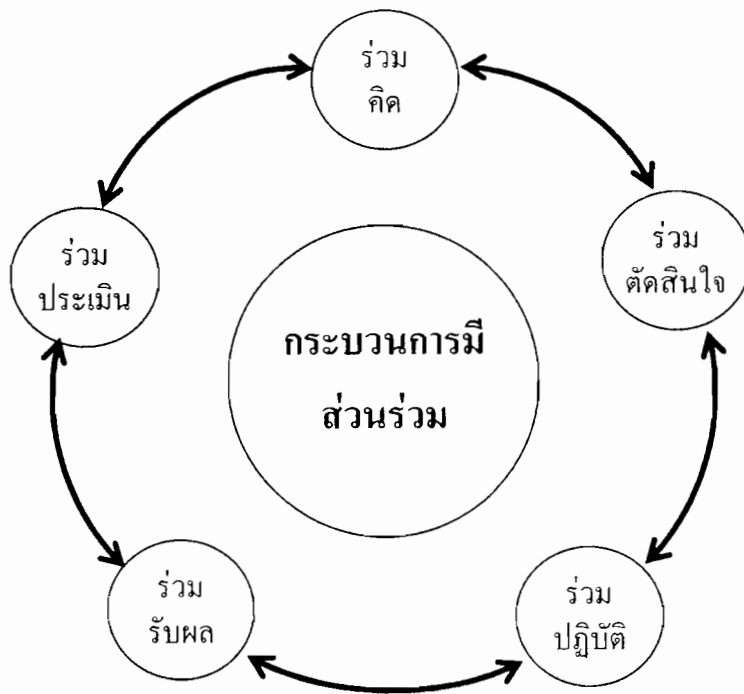 ร่วม
คิด
ร่วม
ตัดสินใจ
ร่วม
ปฏิบัติ
ร่วม
รับผล
ร่วม
ประเมิน
กระบวนการมี
ส่วนร่วม